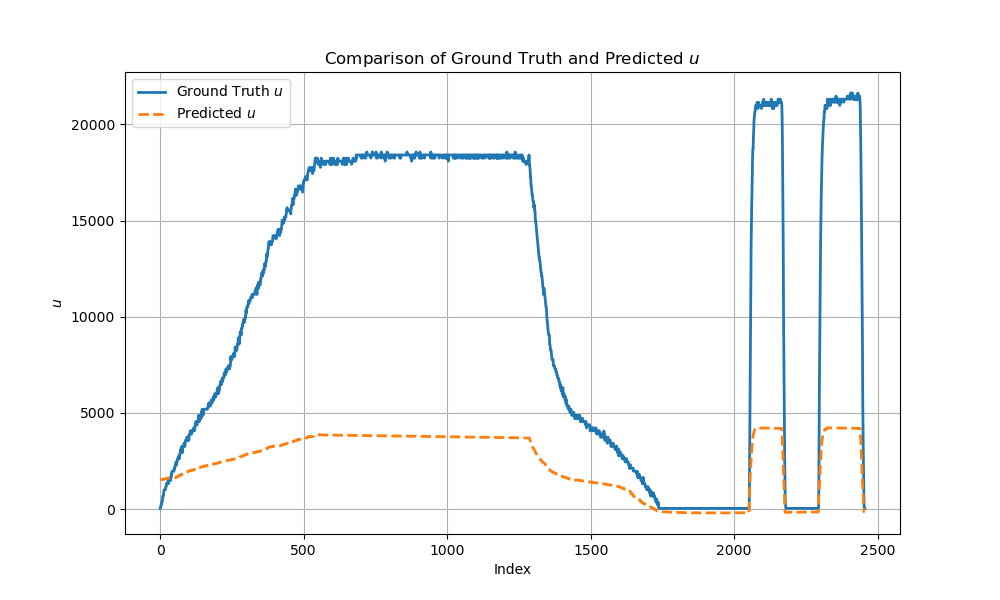 Comparison of Ground Truth and Predicted u
Ground Truth u
Predicted u
20000
15000
10000
5000
0
u
0 500 1000 1500 2000 2500
Index